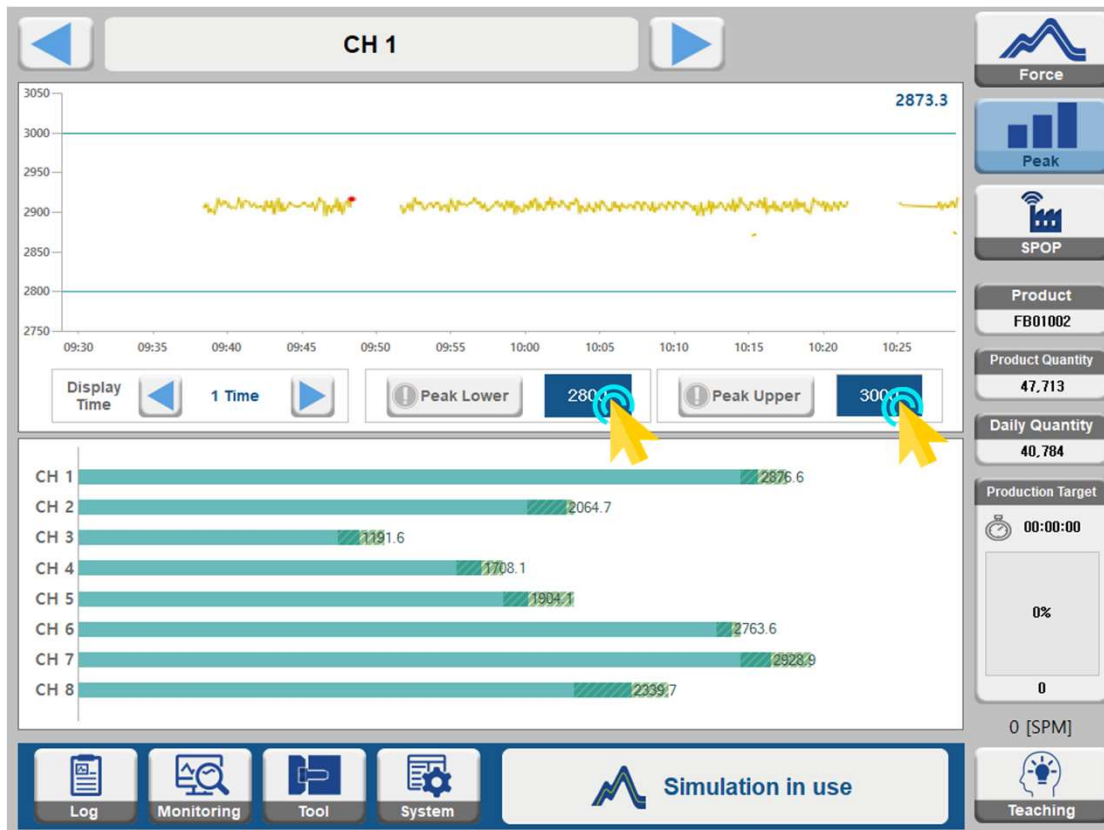 CH 1
Force
Peak
SPOP
Product
FB01002
Product Quantity
47,713
Daily Quantity
40,784
Production Target
00:00:00
0%
0
0 [SPM]
Teaching
2873.3
3050
3000
2950
2900
2850
2800
2750
09:30 09:35 09:40 09:45 09:50 09:55 10:00 10:05 10:10 10:15 10:20 10:25
Display
Time
1 Time
Peak Lower
2800
Peak Upper
3000
CH 1 2876.6
CH 2 2064.7
CH 3 1191.6
CH 4 1708.1
CH 5 1904.1
CH 6 2763.6
CH 7 2928.9
CH 8 2339.7
Log
Monitoring
Tool
System
Simulation in use